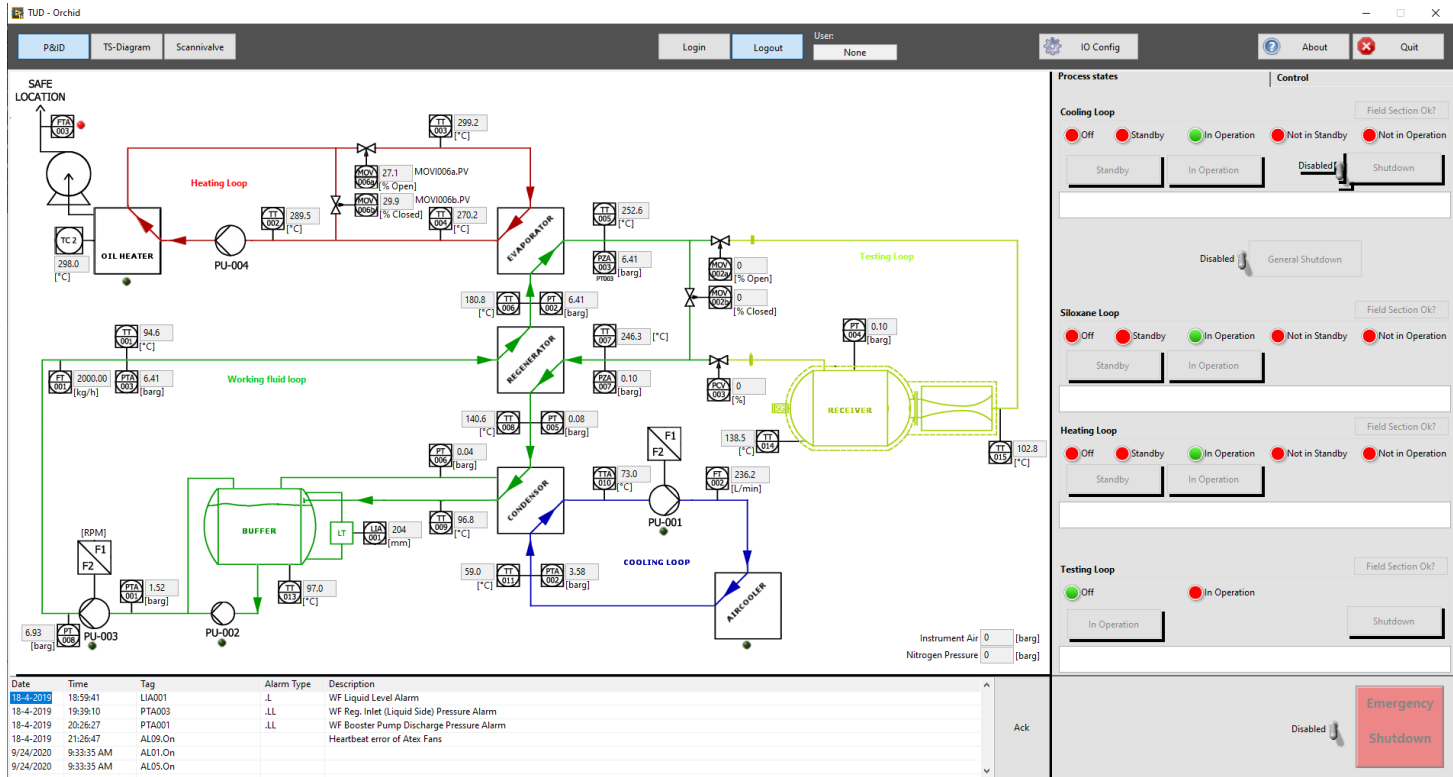 TUD - Orchid
P&ID
TS-Diagram
Scannivalve
Login
Logout
User:
None
IO Config
About
Quit
SAFE
LOCATION
FTA
003
TT
003
299.2
[°C]
Heating Loop
MOV
006a
27.1
MOVI006a.PV
[% Open]
MOV
006b
29.9
MOVI006b.PV
[% Closed]
TT
002
289.5
[°C]
TT
004
270.2
[°C]
TC 2
298.0
[°C]
OIL HEATER
PU-004
EVAPORATOR
TT
005
252.6
[°C]
PZA
003
PT003
6.41
[barg]
MOV
002a
0
[% Open]
MOV
002b
0
[% Closed]
Testing Loop
180.8
[°C]
TT
006
PT
002
6.41
[barg]
TT
001
94.6
[°C]
REGENERATOR
TT
007
246.3
[°C]
PT
004
0.10
[barg]
FT
001
2000.00
[kg/h]
PTA
003
6.41
[barg]
Working fluid loop
PZA
007
0.10
[barg]
PCV
003
0
[%]
RECEIVER
140.6
[°C]
TT
008
PT
005
0.08
[barg]
138.5
[°C]
TT
014
TT
015
102.8
[°C]
PT
006
0.04
[barg]
F1
F2
TTA
010
73.0
[°C]
FT
002
236.2
[L/min]
CONDENSOR
PU-001
BUFFER
LT
LIA
001
204
[mm]
TT
009
96.8
[°C]
[RPM]
F1
F2
COOLING LOOP
59.0
[°C]
TT
011
PTA
002
3.58
[barg]
AIRCOOLER
PTA
001
1.52
[barg]
TT
013
97.0
[°C]
6.93
[barg]
PT
008
PU-003
PU-002
Instrument Air 0 [barg]
Nitrogen Pressure 0 [barg]
Process states
Control
Cooling Loop
Field Section Ok?
Off
Standby
In Operation
Not in Standby
Not in Operation
Standby
In Operation
Disabled
Shutdown
Disabled
General Shutdown
Siloxane Loop
Field Section Ok?
Off
Standby
In Operation
Not in Standby
Not in Operation
Standby
In Operation
Heating Loop
Field Section Ok?
Off
Standby
In Operation
Not in Standby
Not in Operation
Standby
In Operation
Testing Loop
Field Section Ok?
Off
In Operation
In Operation
Shutdown
Date Time Tag Alarm Type Description
18-4-2019 18:59:41 LIA001 .L WF Liquid Level Alarm
18-4-2019 19:39:10 PTA003 .LL WF Reg. Inlet (Liquid Side) Pressure Alarm
18-4-2019 20:26:27 PTA001 .LL WF Booster Pump Discharge Pressure Alarm
18-4-2019 21:26:47 AL09.On Heartbeat error of Atex Fans
9/24/2020 9:33:35 AM AL01.On
9/24/2020 9:33:35 AM AL05.On
Ack
Disabled
Emergency
Shutdown